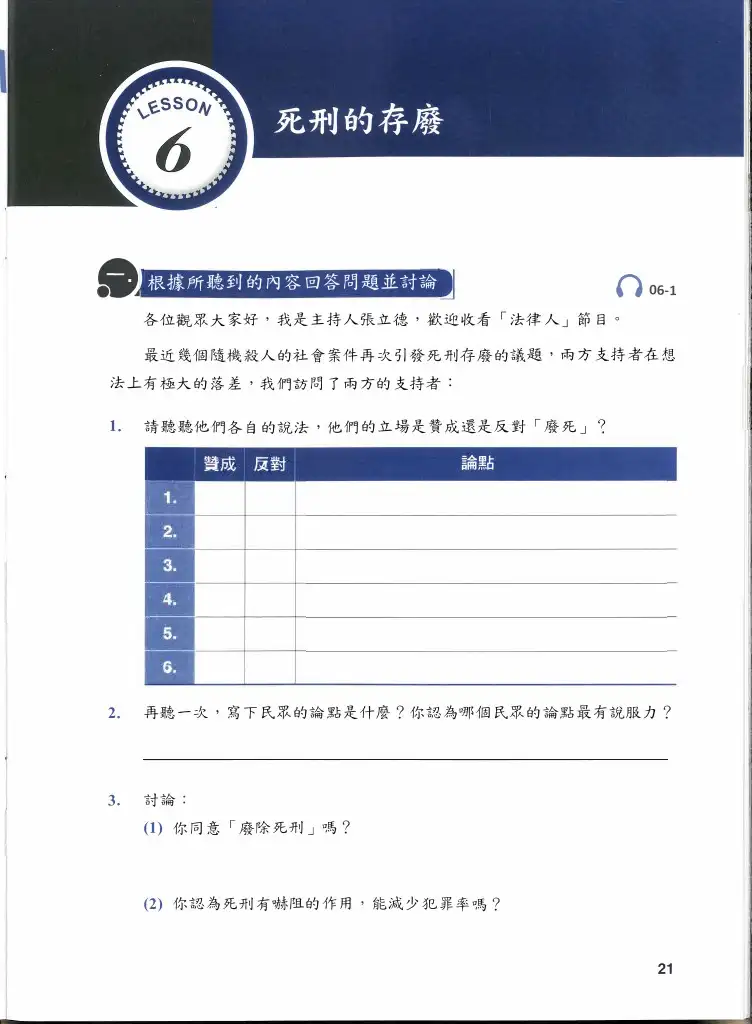 LESSON
6
死刑的存廢
一.
根據所聽到的內容回答問題並討論
06-1
各位觀眾大家好，我是主持人張立德，歡迎收看「法律人」節目。
最近幾個隨機殺人的社會案件再次引發死刑存廢的議題，兩方支持者在想
法上有極大的落差，我們訪問了兩方的支持者：
1. 請聽聽他們各自的說法，他們的立場是贊成還是反對「廢死」？
贊成 反對 論點
1.
2.
3.
4.
5.
6.
2. 再聽一次，寫下民眾的論點是什麼？你認為哪個民眾的論點最有說服力？
3. 討論：
(1) 你同意「廢除死刑」嗎？
(2) 你認為死刑有嚇阻的作用，能減少犯罪率嗎？
21